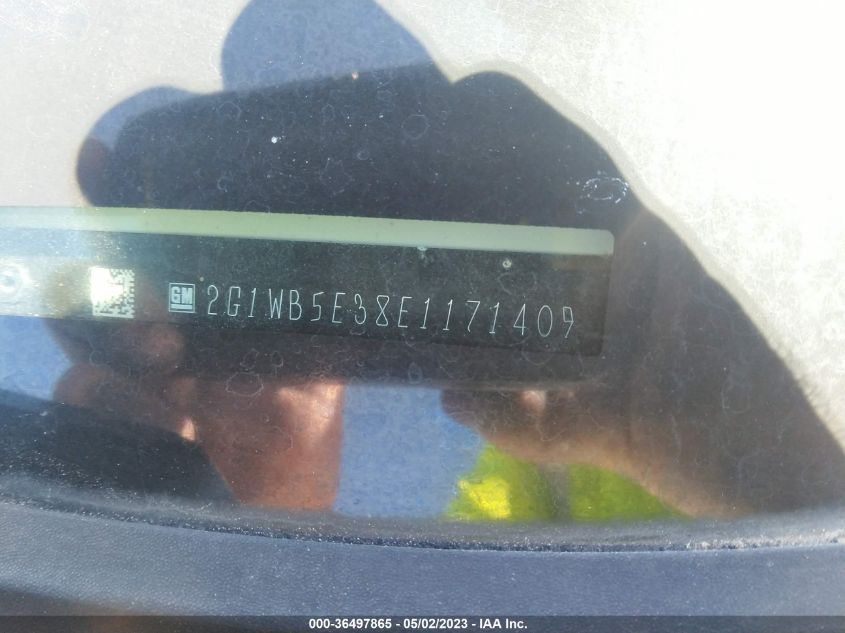 GM 2G1WB5E38E1171409
000-36497865 - 05/02/2023 - IAA Inc.